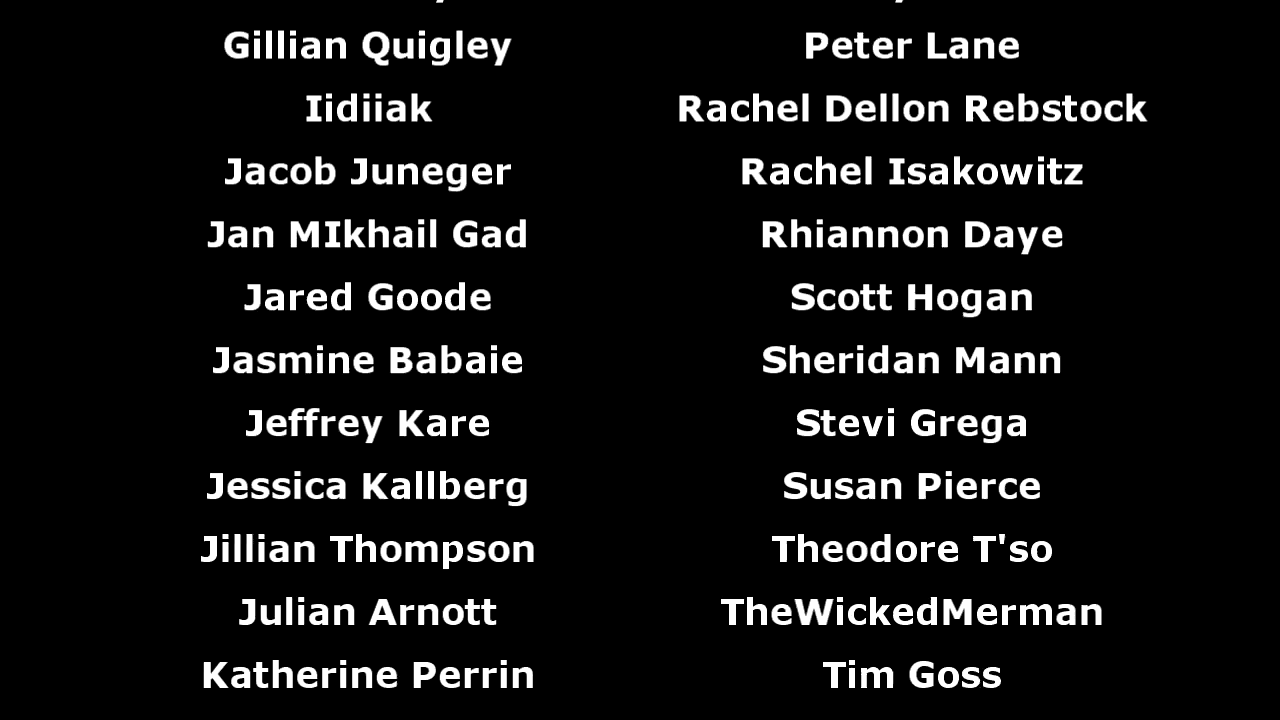 Gillian Quigley
Iidiiak
Jacob Juneger
Jan MIkhail Gad
Jared Goode
Jasmine Babaie
Jeffrey Kare
Jessica Kallberg
Jillian Thompson
Julian Arnott
Katherine Perrin
Peter Lane
Rachel Dellon Rebstock
Rachel Isakowitz
Rhiannon Daye
Scott Hogan
Sheridan Mann
Stevi Grega
Susan Pierce
Theodore T'so
TheWickedMerman
Tim Goss